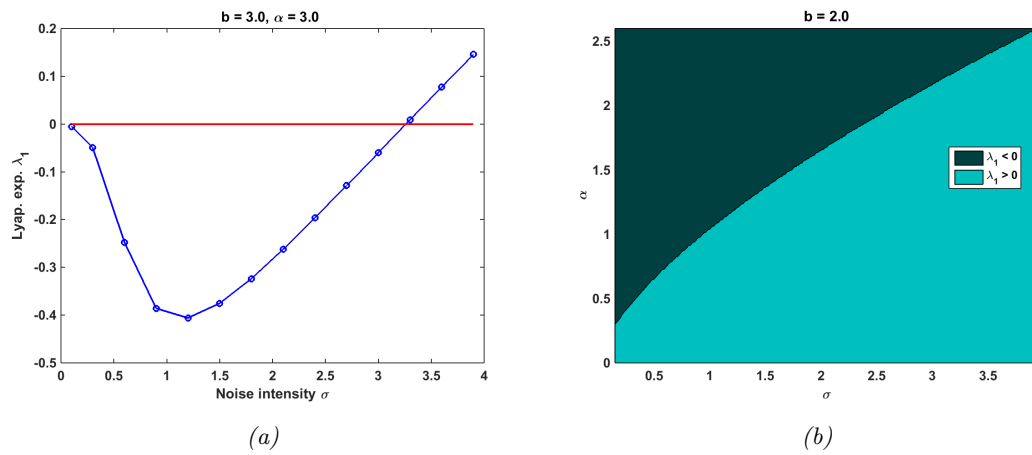 b = 3.0, α = 3.0
0.2
0.1
0
-0.1
-0.2
-0.3
-0.4
-0.5
Lyap. exp. λ₁
0 0.5 1 1.5 2 2.5 3 3.5 4
Noise intensity σ
(a)
b = 2.0
2.5
2
1.5
1
0.5
0
α
λ₁ < 0
λ₁ > 0
0.5 1 1.5 2 2.5 3 3.5
σ
(b)